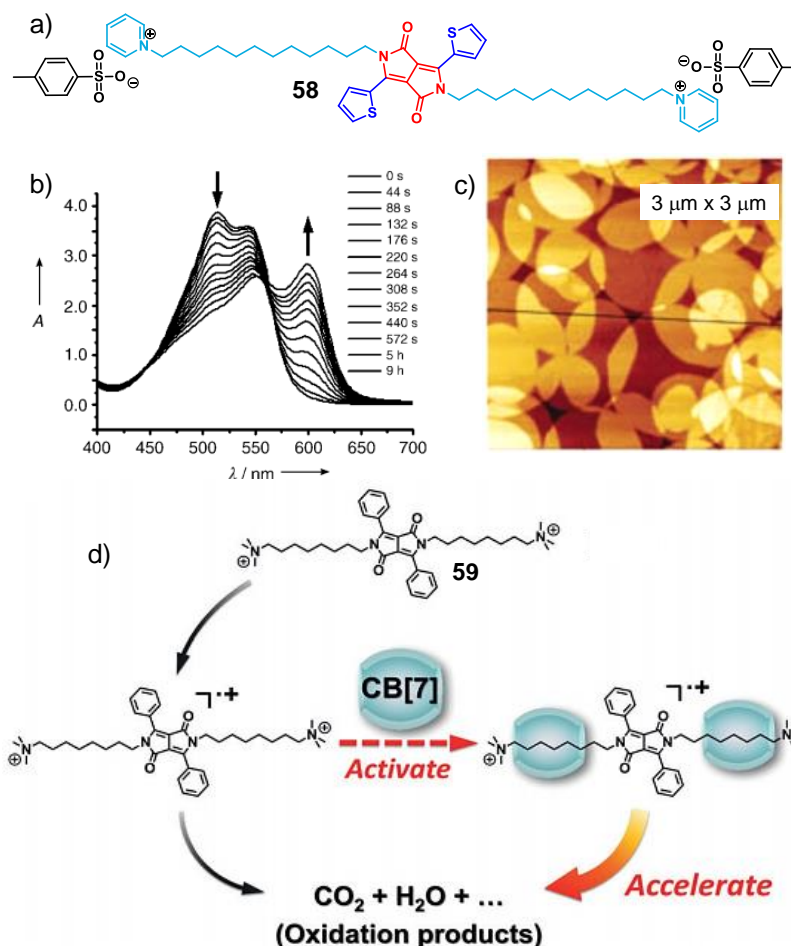 a)
58
N
⊕
N
O
S
O
N
S
N
⊕
O
S
O
O
⊖
O
S
O
O
⊖
b)
4.0
3.0
2.0
1.0
0.0
A
400 450 500 550 600 650 700
λ / nm
0 s
44 s
88 s
132 s
176 s
220 s
264 s
308 s
352 s
440 s
572 s
5 h
9 h
c)
3 μm x 3 μm
d)
N
⊕
O
N
N
O
N
⊕
59
CB[7]
Activate
N
⊕
O
N
N
O
N
⊕
·+
N
⊕
O
N
N
O
N
·+
CO2 + H2O + ...
(Oxidation products)
Accelerate